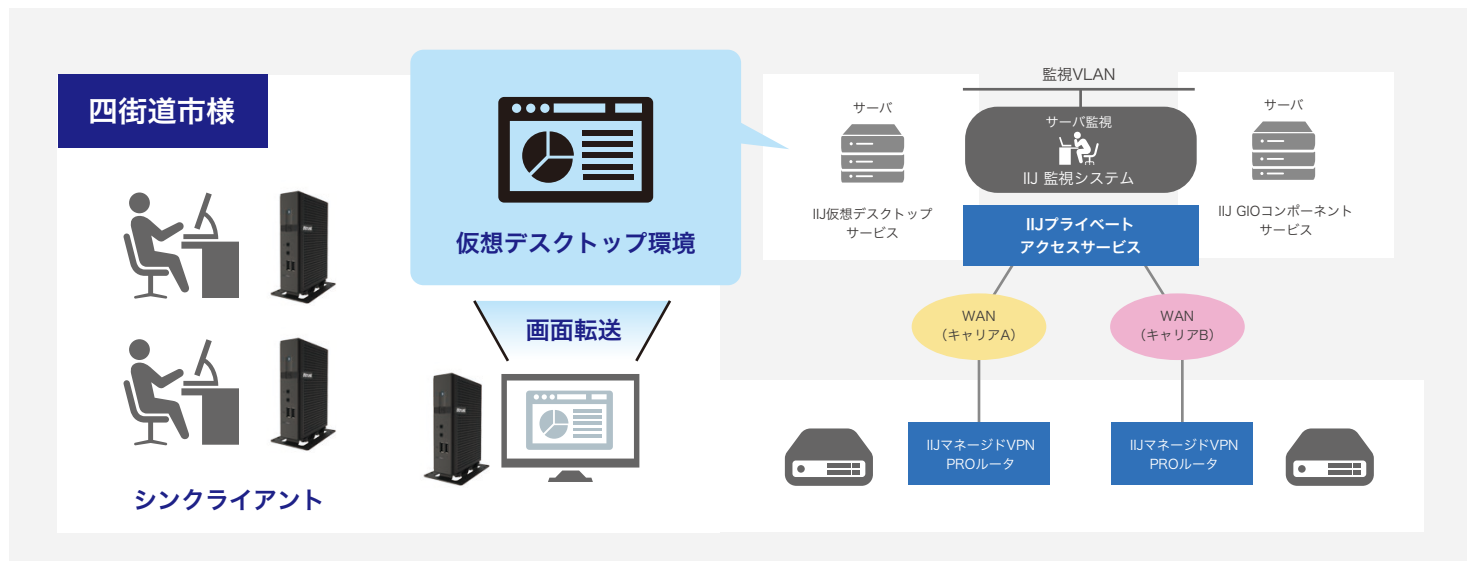 四街道市様
シンクライアント
仮想デスクトップ環境
画面転送
監視VLAN
サーバ
サーバ監視
IIJ 監視システム
サーバ
IIJ仮想デスクトップ
サービス
IIJプライベート
アクセスサービス
IIJ GIOコンポーネント
サービス
WAN
（キャリアA）
WAN
（キャリアB）
IIJマネージドVPN
PROルータ
IIJマネージドVPN
PROルータ